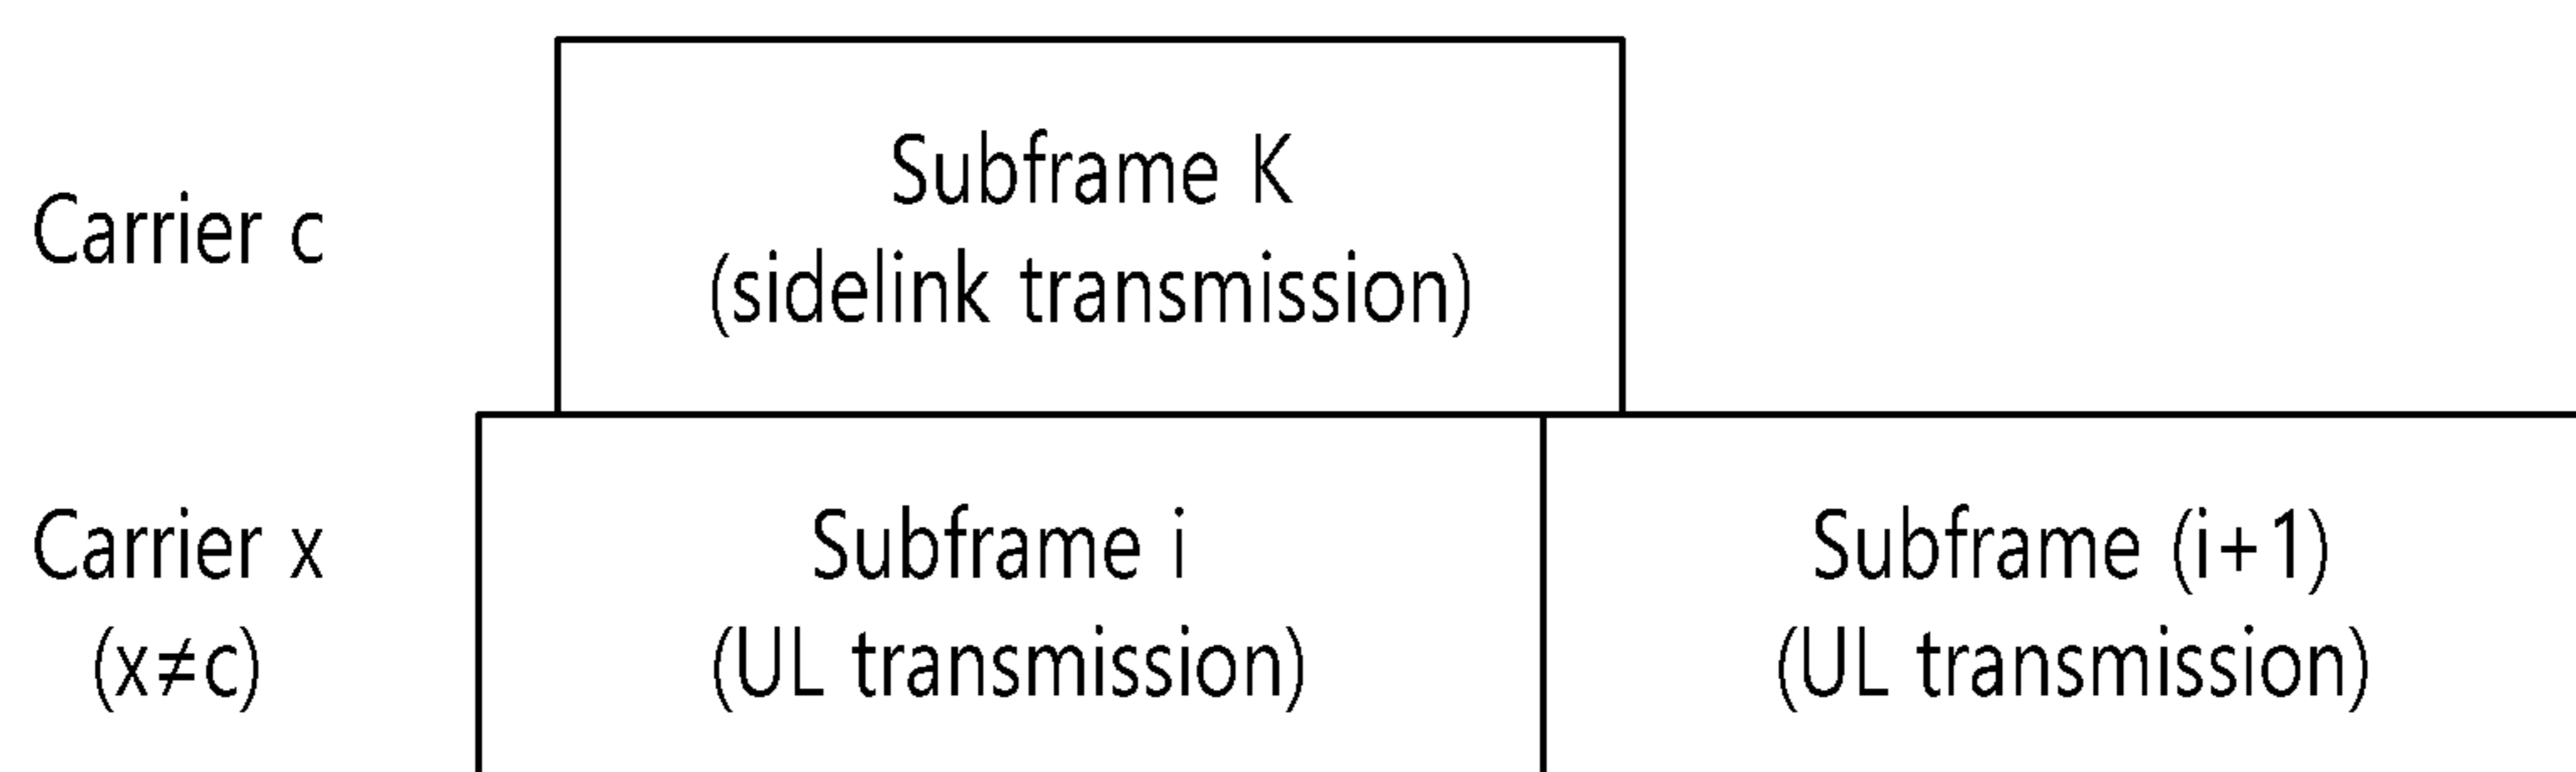 Subframe K
(sidelink transmission)
Carrier c
Carrier x
(x≠c)
Subframe i
(UL transmission)
Subframe (i+1)
(UL transmission)